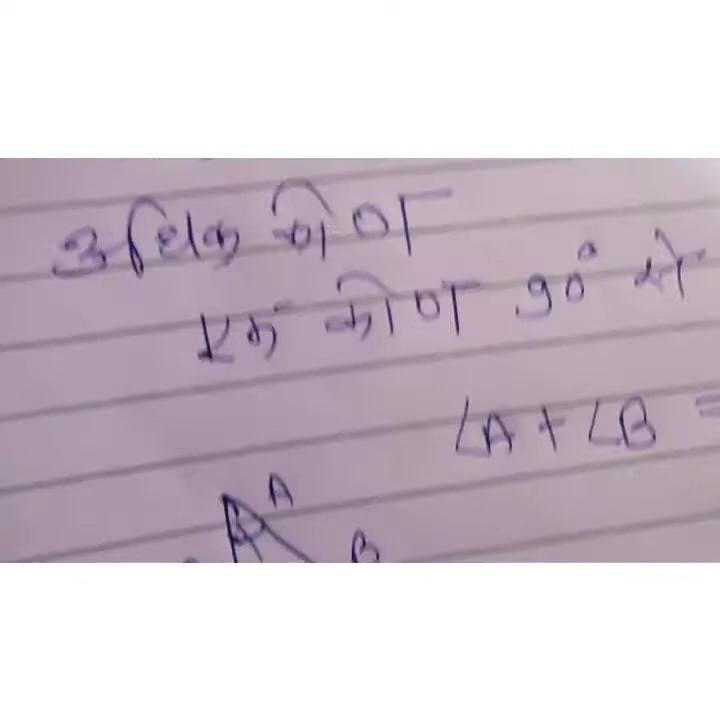 अधिक कोण
एक कोण 90° से
∠A + ∠B =
A
B